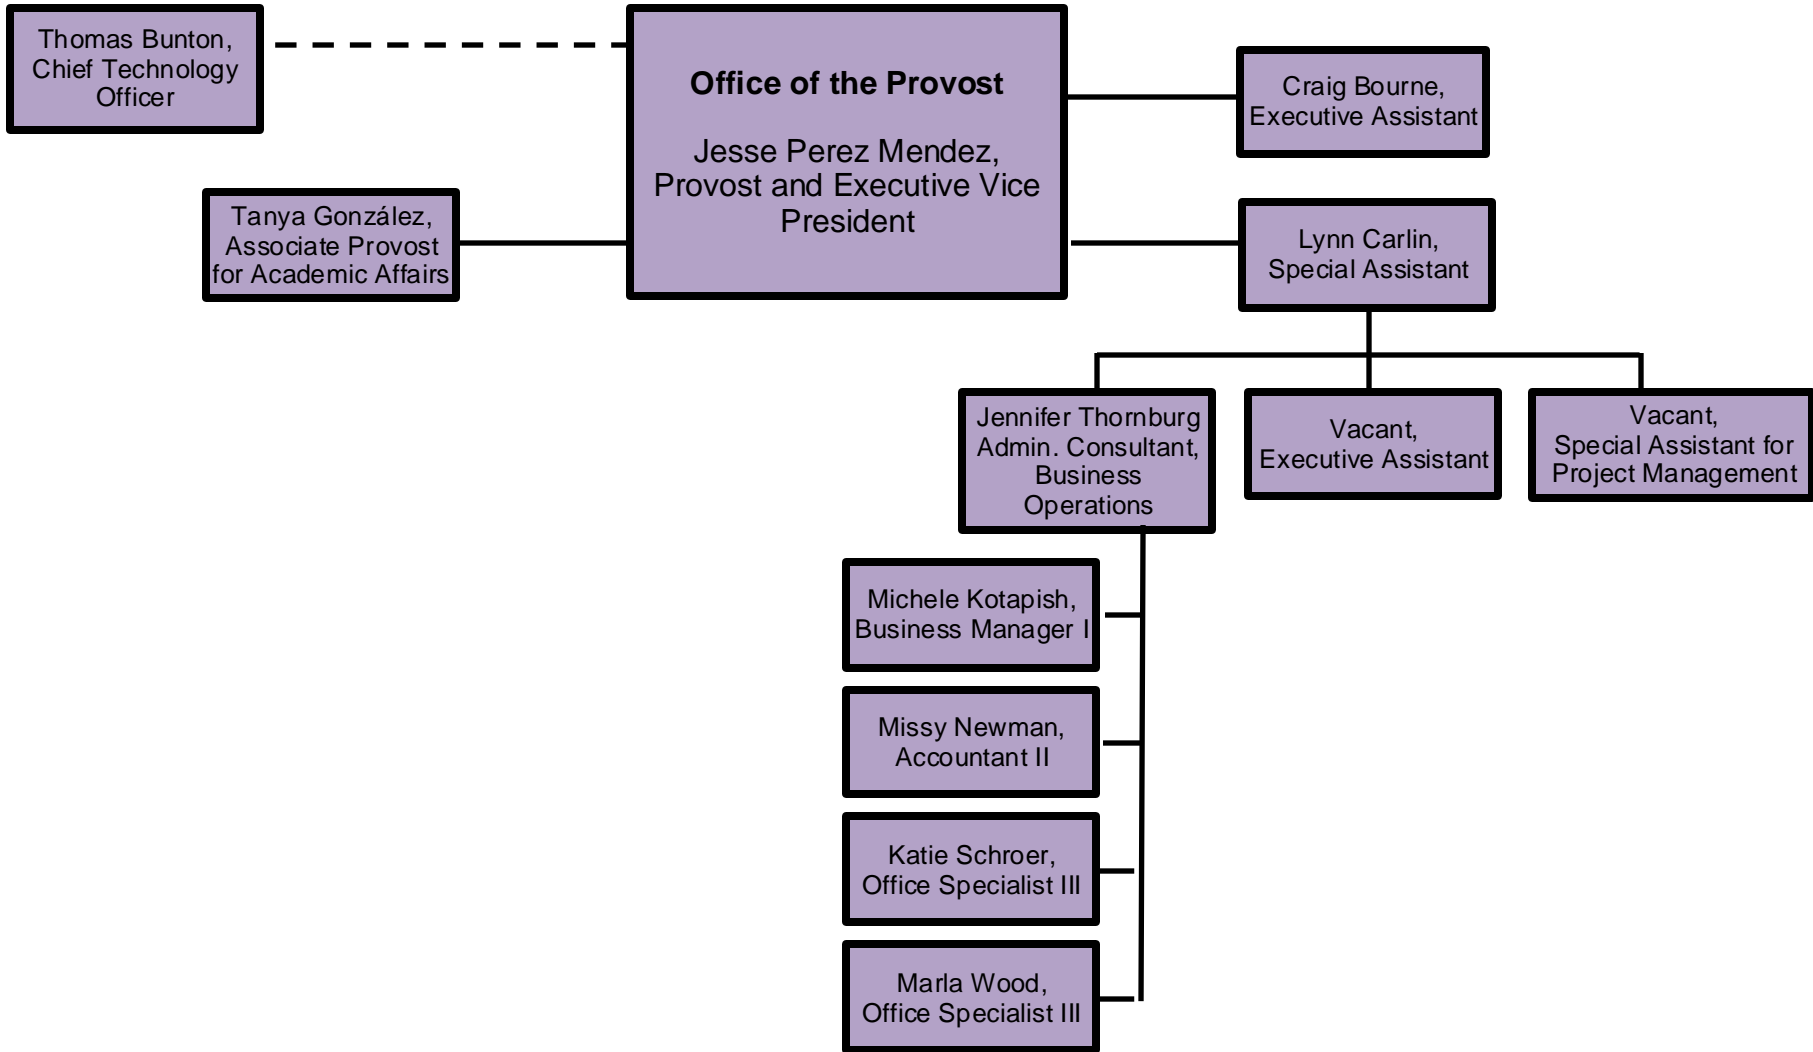 Thomas Bunton,
Chief Technology
Officer
Office of the Provost
Jesse Perez Mendez,
Provost and Executive Vice
President
Craig Bourne,
Executive Assistant
Tanya González,
Associate Provost
for Academic Affairs
Lynn Carlin,
Special Assistant
Jennifer Thornburg
Admin. Consultant,
Business
Operations
Vacant,
Executive Assistant
Vacant,
Special Assistant for
Project Management
Michele Kotapish,
Business Manager I
Missy Newman,
Accountant II
Katie Schroer,
Office Specialist III
Marla Wood,
Office Specialist III